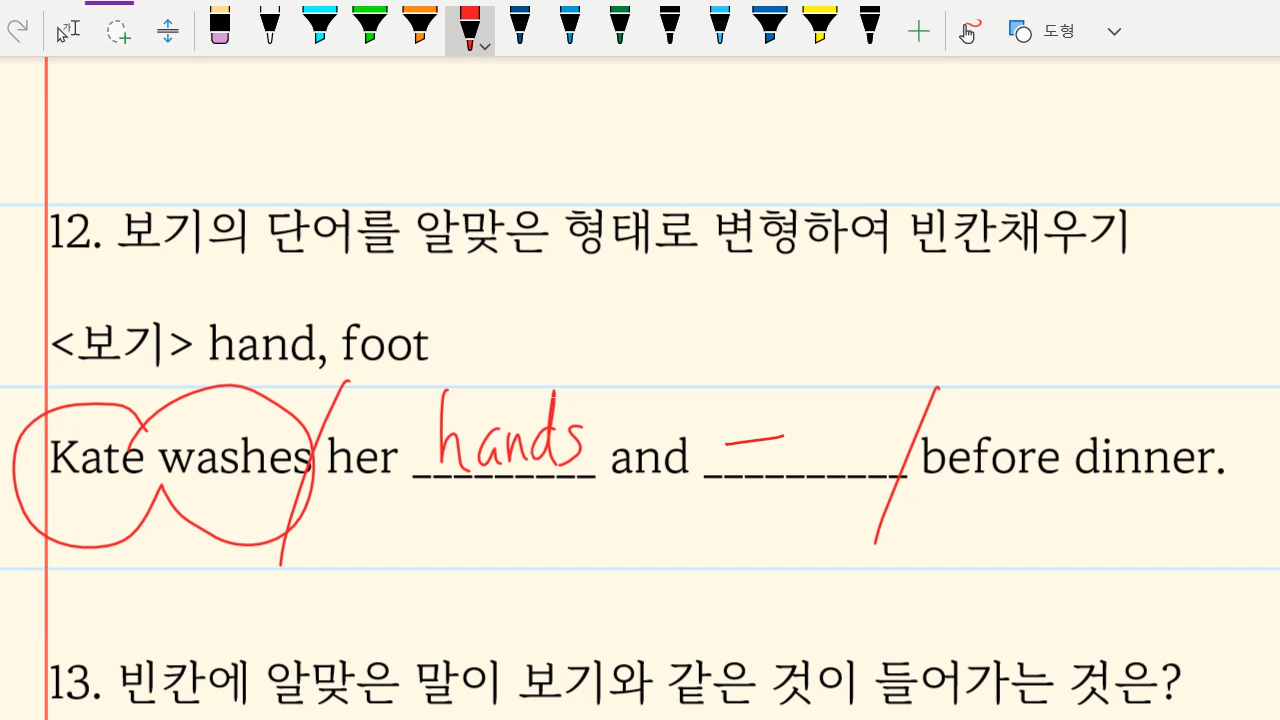 도형
12. 보기의 단어를 알맞은 형태로 변형하여 빈칸채우기
<보기> hand, foot
Kate washes her hands and __________ before dinner.
13. 빈칸에 알맞은 말이 보기와 같은 것이 들어가는 것은?